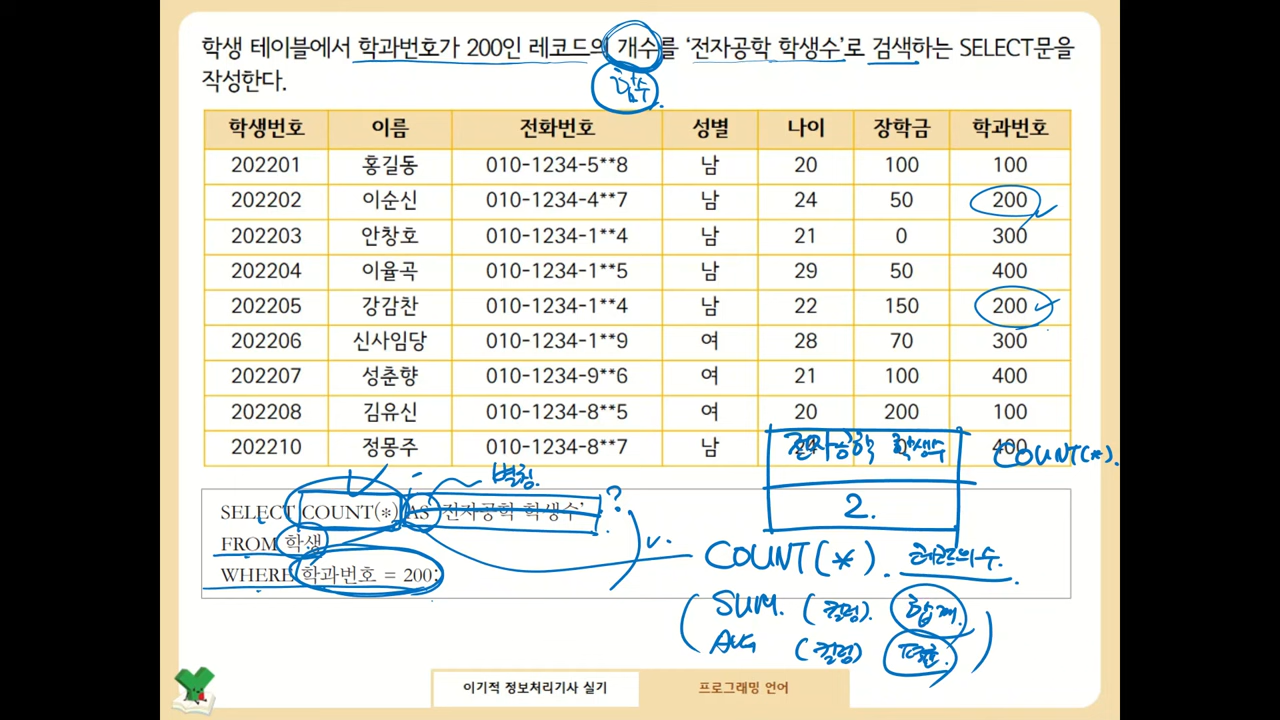 학생 테이블에서 학과번호가 200인 레코드의 개수를 ‘전자공학 학생수’로 검색하는 SELECT문을
작성한다.
함수
학생번호 이름 전화번호 성별 나이 장학금 학과번호
202201 홍길동 010-1234-5**8 남 20 100 100
202202 이순신 010-1234-4**7 남 24 50 200
202203 안창호 010-1234-1**4 남 21 0 300
202204 이율곡 010-1234-1**5 남 29 50 400
202205 강감찬 010-1234-1**4 남 22 150 200
202206 신사임당 010-1234-1**9 여 28 70 300
202207 성춘향 010-1234-9**6 여 21 100 400
202208 김유신 010-1234-8**5 여 20 200 100
202210 정몽주 010-1234-8**7 남 24 0 400
전자공학 학생수
COUNT(*).
별칭.
2.
SELECT COUNT(*) AS ‘전자공학 학생수’ ?
FROM 학생
WHERE 학과번호 = 200;
COUNT(*). 레코드의 수.
SUM. (컬럼). 합계.
AVG (컬럼) 평균.
이기적 정보처리기사 실기 프로그래밍 언어